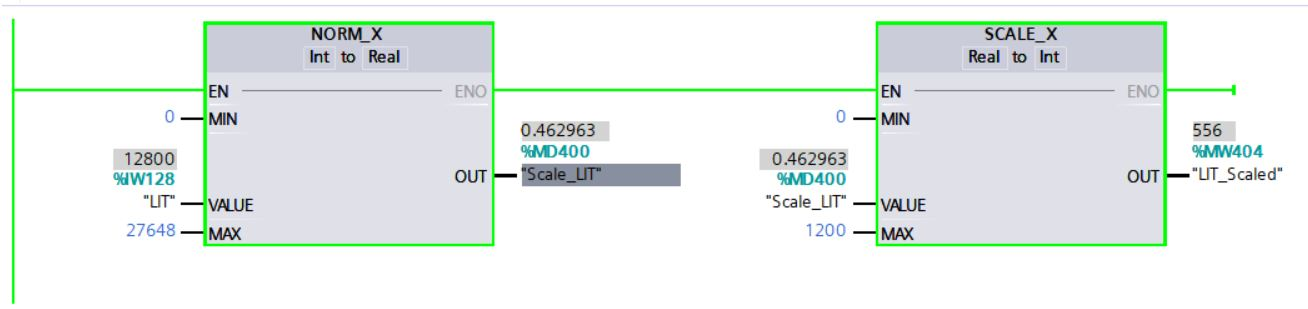 NORM_X
Int to Real
EN ENO
0 MIN
0.462963
12800
%MD400
%IW128
OUT "Scale_LIT"
"LIT" VALUE
27648 MAX
SCALE_X
Real to Int
EN ENO
0 MIN
556
0.462963
%MW404
%MD400
OUT "LIT_Scaled"
"Scale_LIT" VALUE
1200 MAX